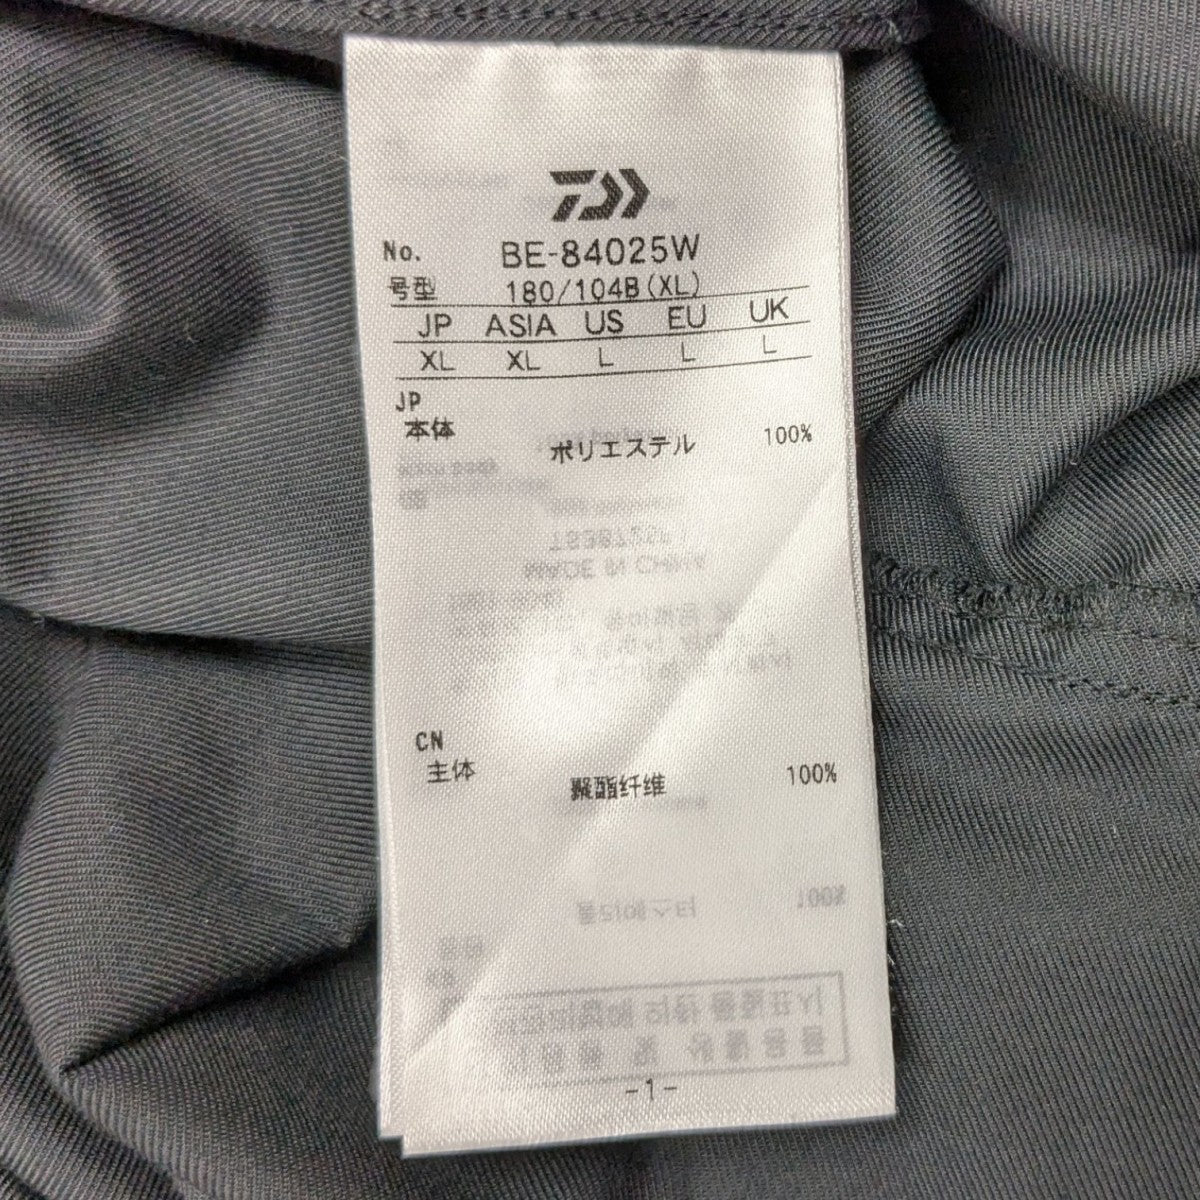 No. BE-84025W
号型 180/104B(XL)
JP ASIA US EU UK
XL XL L L L
JP
本体 ポリエステル 100%
CN
主体 聚酯纤维 100%
-1-